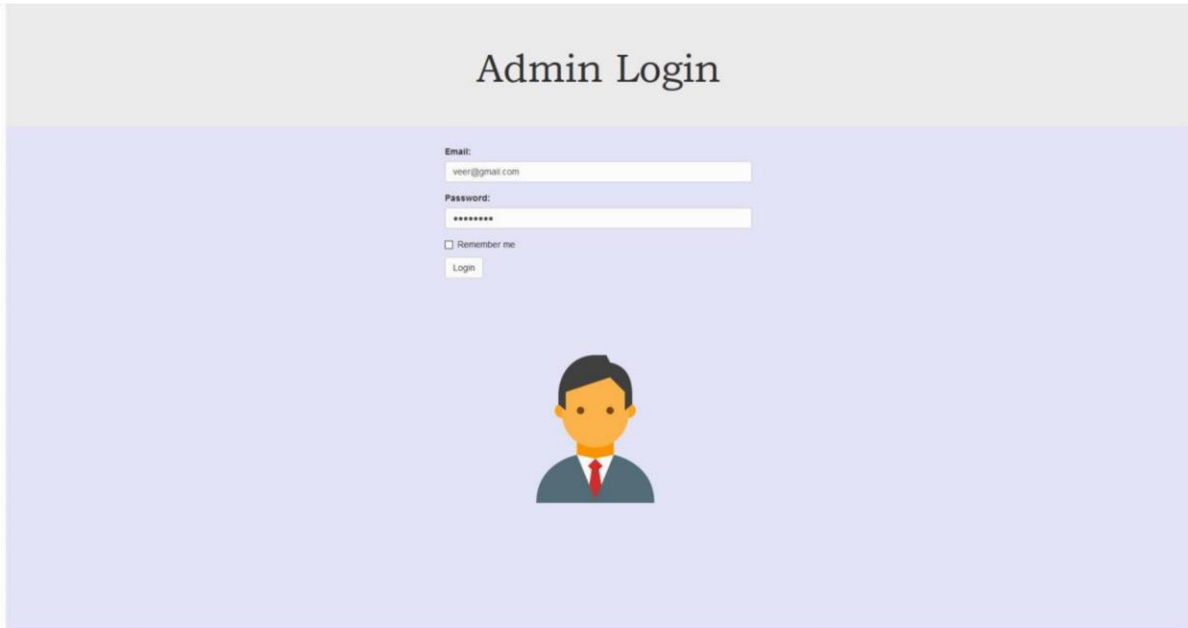 Admin Login
Email:
veer@gmail.com
Password:
••••••••
Remember me
Login